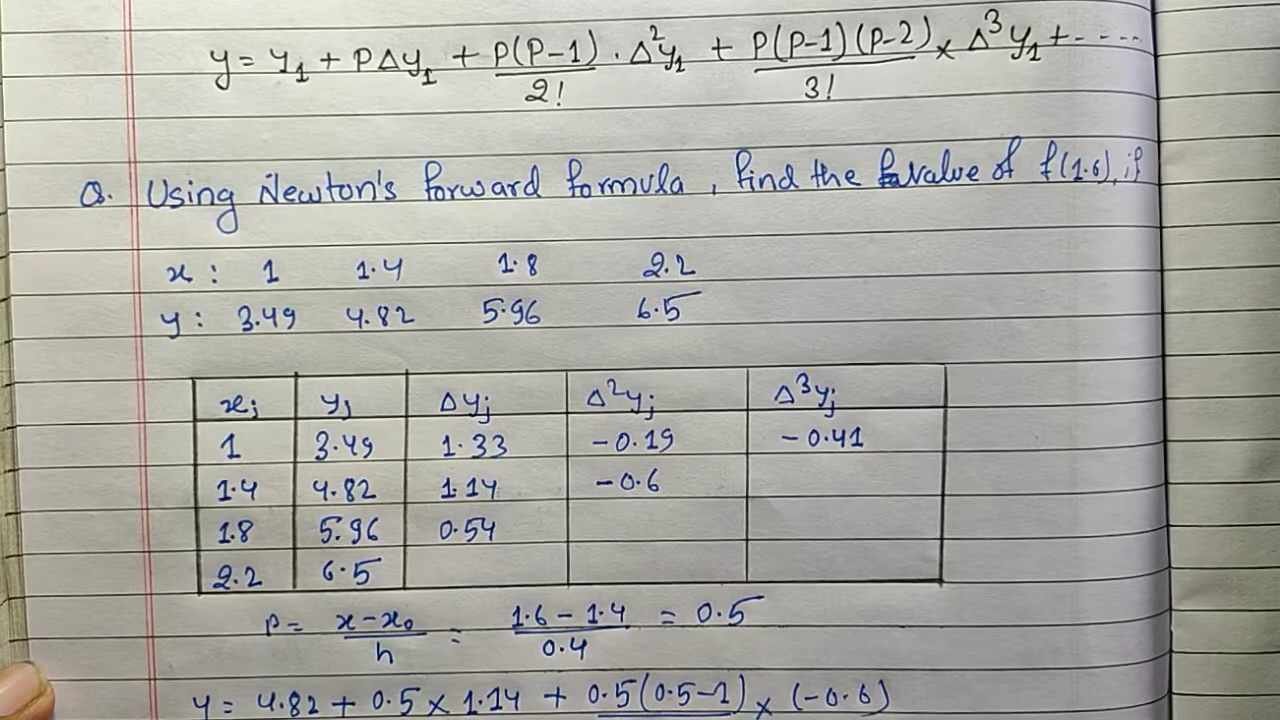 y = y₁ + PΔy₁ + P(P-1)/2! · Δ²y₁ + P(P-1)(P-2)/3! × Δ³y₁ + - - - -
Q. Using Newton's forward formula, find the value of f(1.6), if
x : 1 1.4 1.8 2.2
y : 3.49 4.82 5.96 6.5
xj yj Δyj Δ²yj Δ³yj
1 3.49 1.33 -0.19 -0.41
1.4 4.82 1.14 -0.6
1.8 5.96 0.54
2.2 6.5
P = (x - x₀)/h = (1.6 - 1.4)/0.4 = 0.5
y = 4.82 + 0.5 × 1.14 + 0.5(0.5-1) × (-0.6)